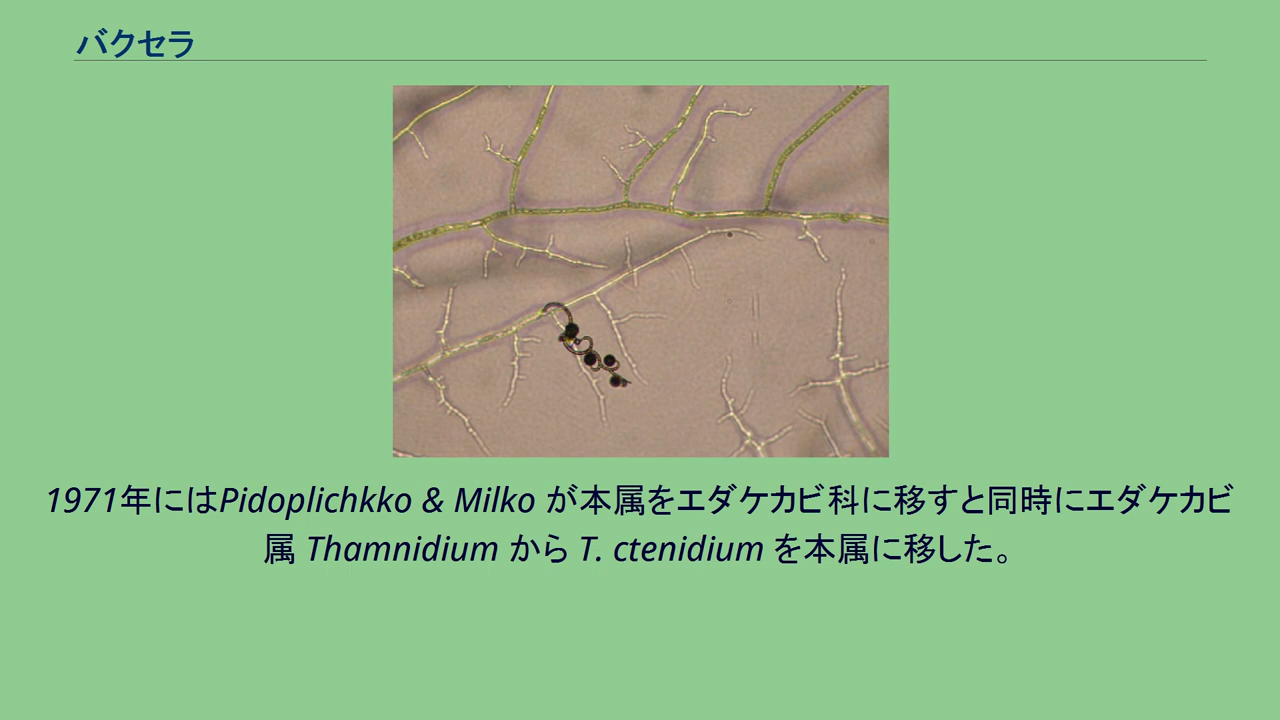 バクセラ
1971年にはPidoplichkko & Milko が本属をエダケカビ科に移すと同時にエダケカビ
属 Thamnidium から T. ctenidium を本属に移した。